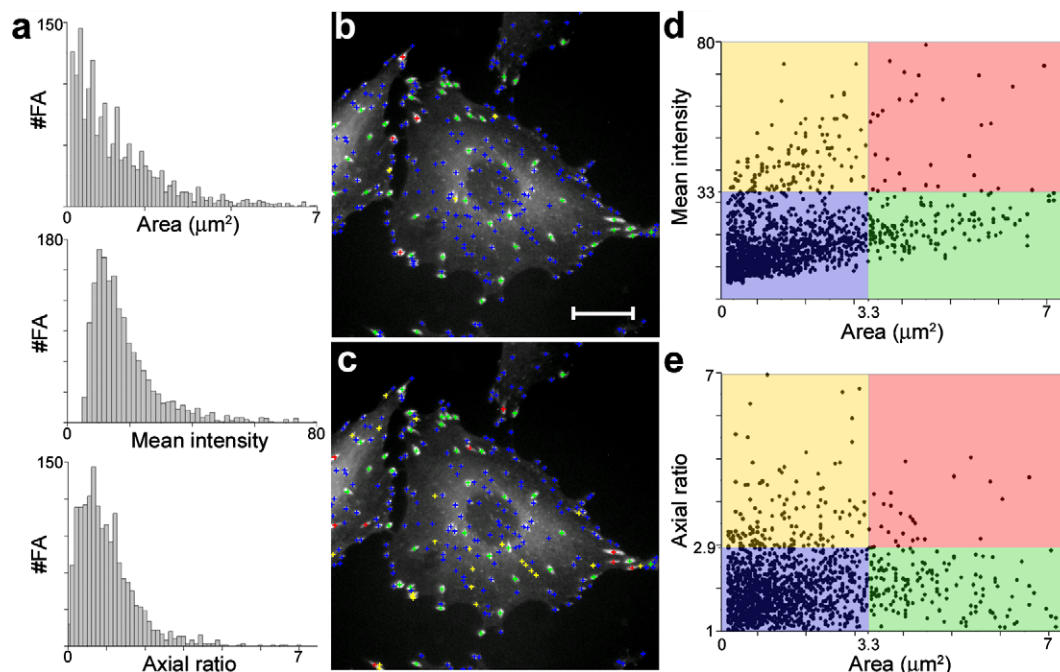 a
150
#FA
0
7
Area (μm²)
180
#FA
0
80
Mean intensity
150
#FA
0
7
Axial ratio
b
c
d
80
Mean intensity
33
0
3.3
7
Area (μm²)
e
7
Axial ratio
2.9
1
0
3.3
7
Area (μm²)